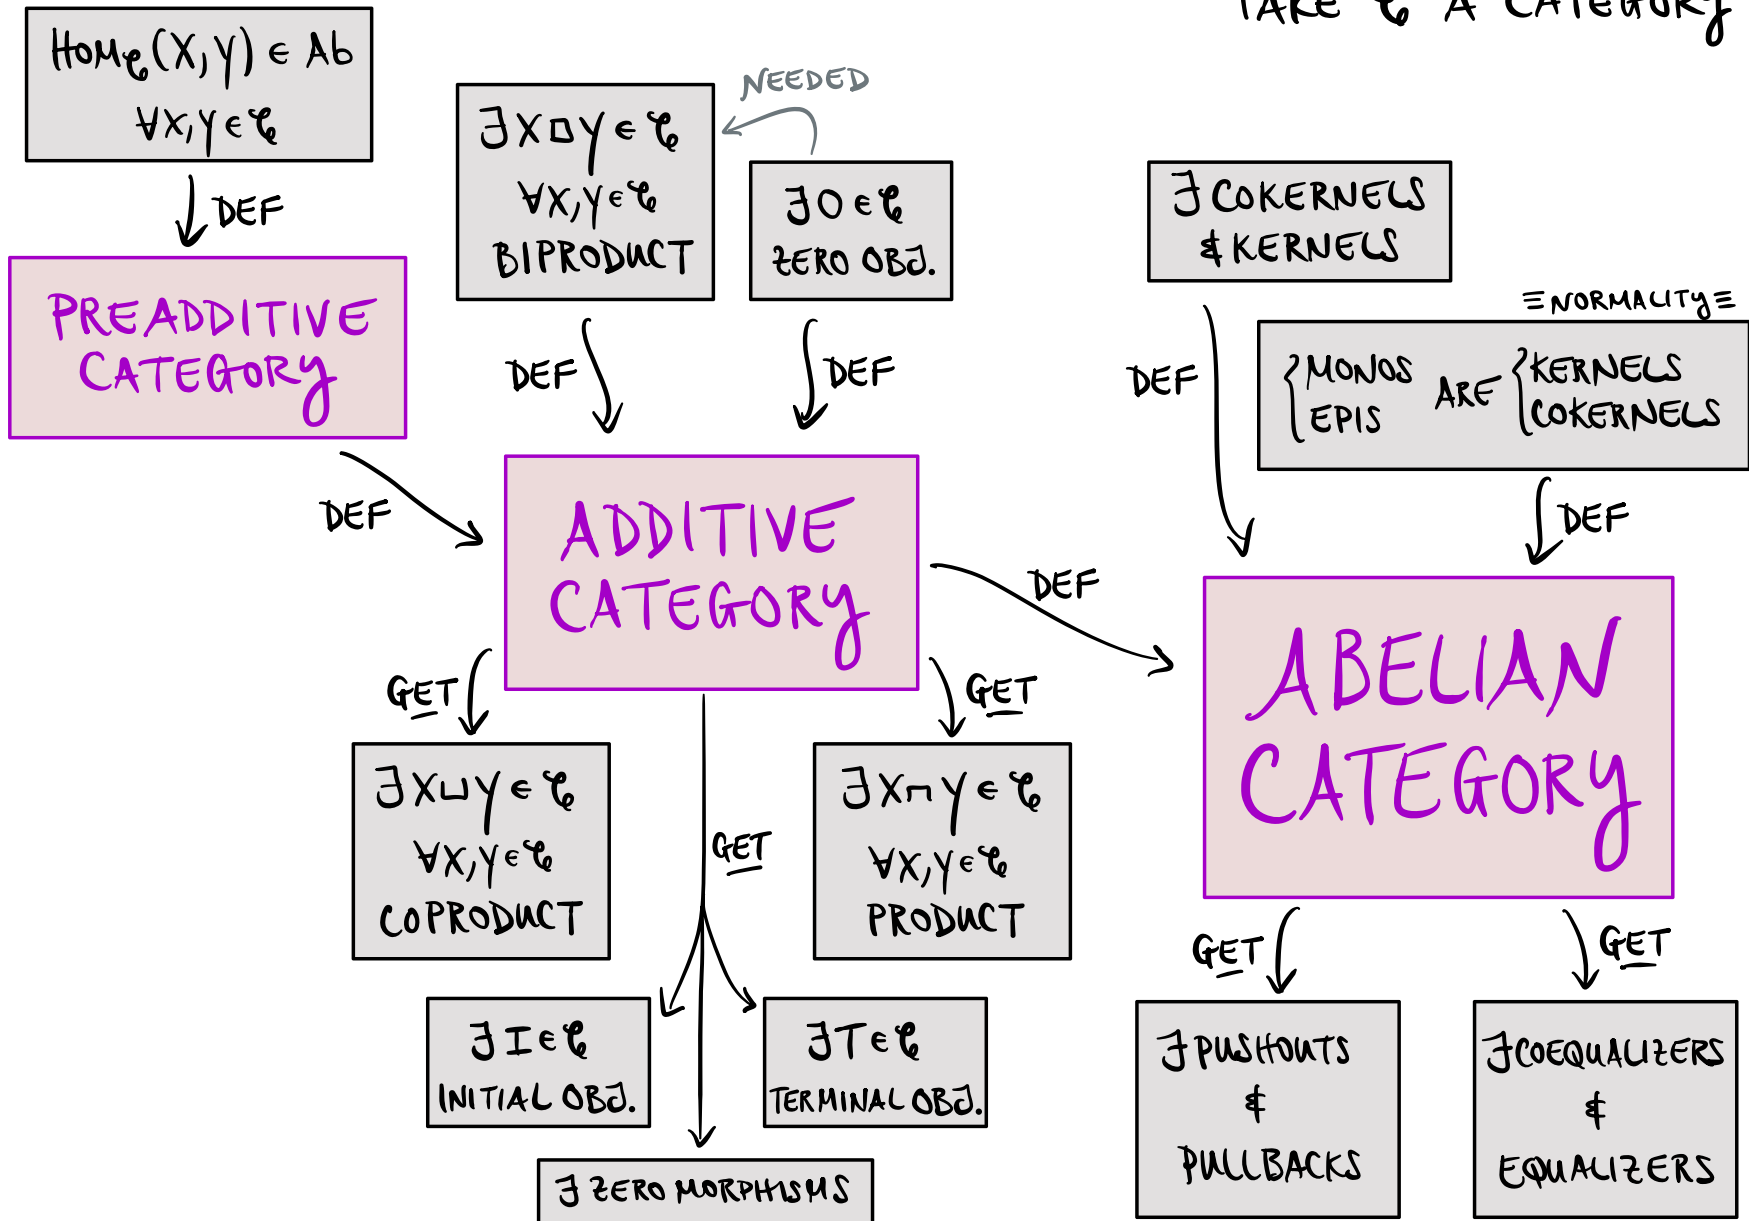 TAKE 𝒞 A CATEGORY
Hom𝒞(X,Y) ∈ Ab
∀X,Y ∈ 𝒞
DEF
PREADDITIVE
CATEGORY
DEF
NEEDED
∃ X□Y ∈ 𝒞
∀X,Y ∈ 𝒞
BIPRODUCT
∃ 0 ∈ 𝒞
ZERO OBJ.
DEF
DEF
ADDITIVE
CATEGORY
DEF
∃ COKERNELS
& KERNELS
DEF
≡NORMALITY≡
{MONOS ARE {KERNELS
EPIS COKERNELS
DEF
ABELIAN
CATEGORY
GET
GET
GET
∃ X⊔Y ∈ 𝒞
∀X,Y ∈ 𝒞
COPRODUCT
∃ X⊓Y ∈ 𝒞
∀X,Y ∈ 𝒞
PRODUCT
∃ I ∈ 𝒞
INITIAL OBJ.
∃ T ∈ 𝒞
TERMINAL OBJ.
∃ ZERO MORPHISMS
GET
GET
∃ PUSHOUTS
&
PULLBACKS
∃ COEQUALIZERS
&
EQUALIZERS